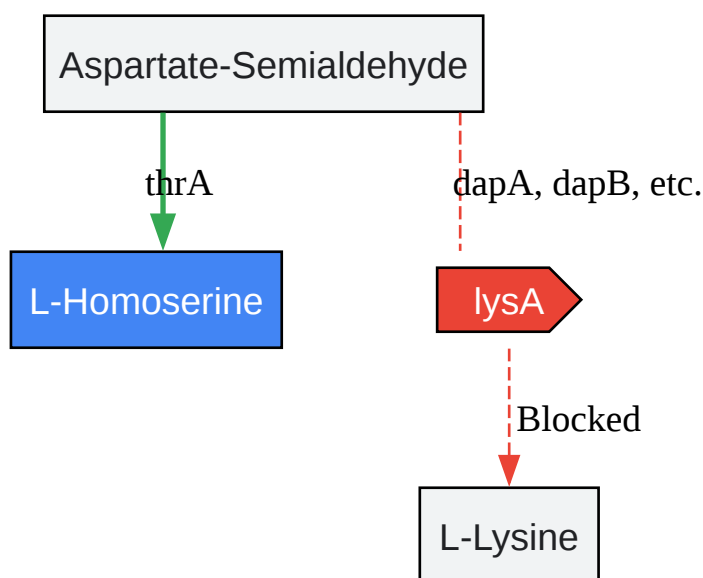 Aspartate-Semialdehyde
thrA
dapA, dapB, etc.
L-Homoserine
lysA
Blocked
L-Lysine